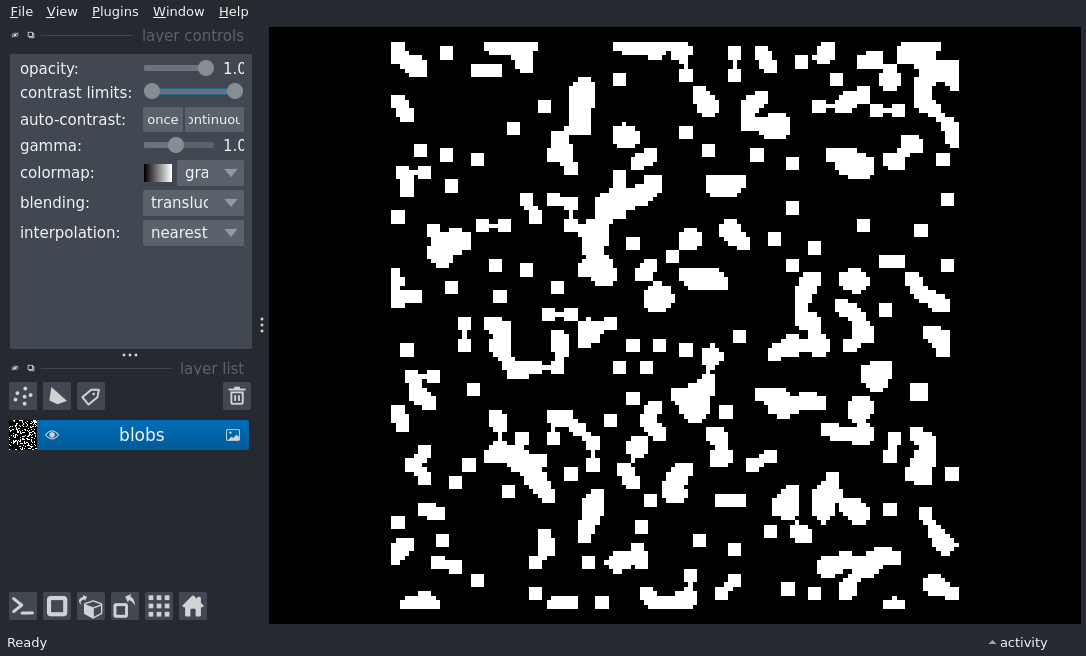 File View Plugins Window Help
layer controls
opacity: 1.0
contrast limits:
auto-contrast: once ontinuou
gamma: 1.0
colormap: gra
blending: transluc
interpolation: nearest
layer list
blobs
Ready
activity